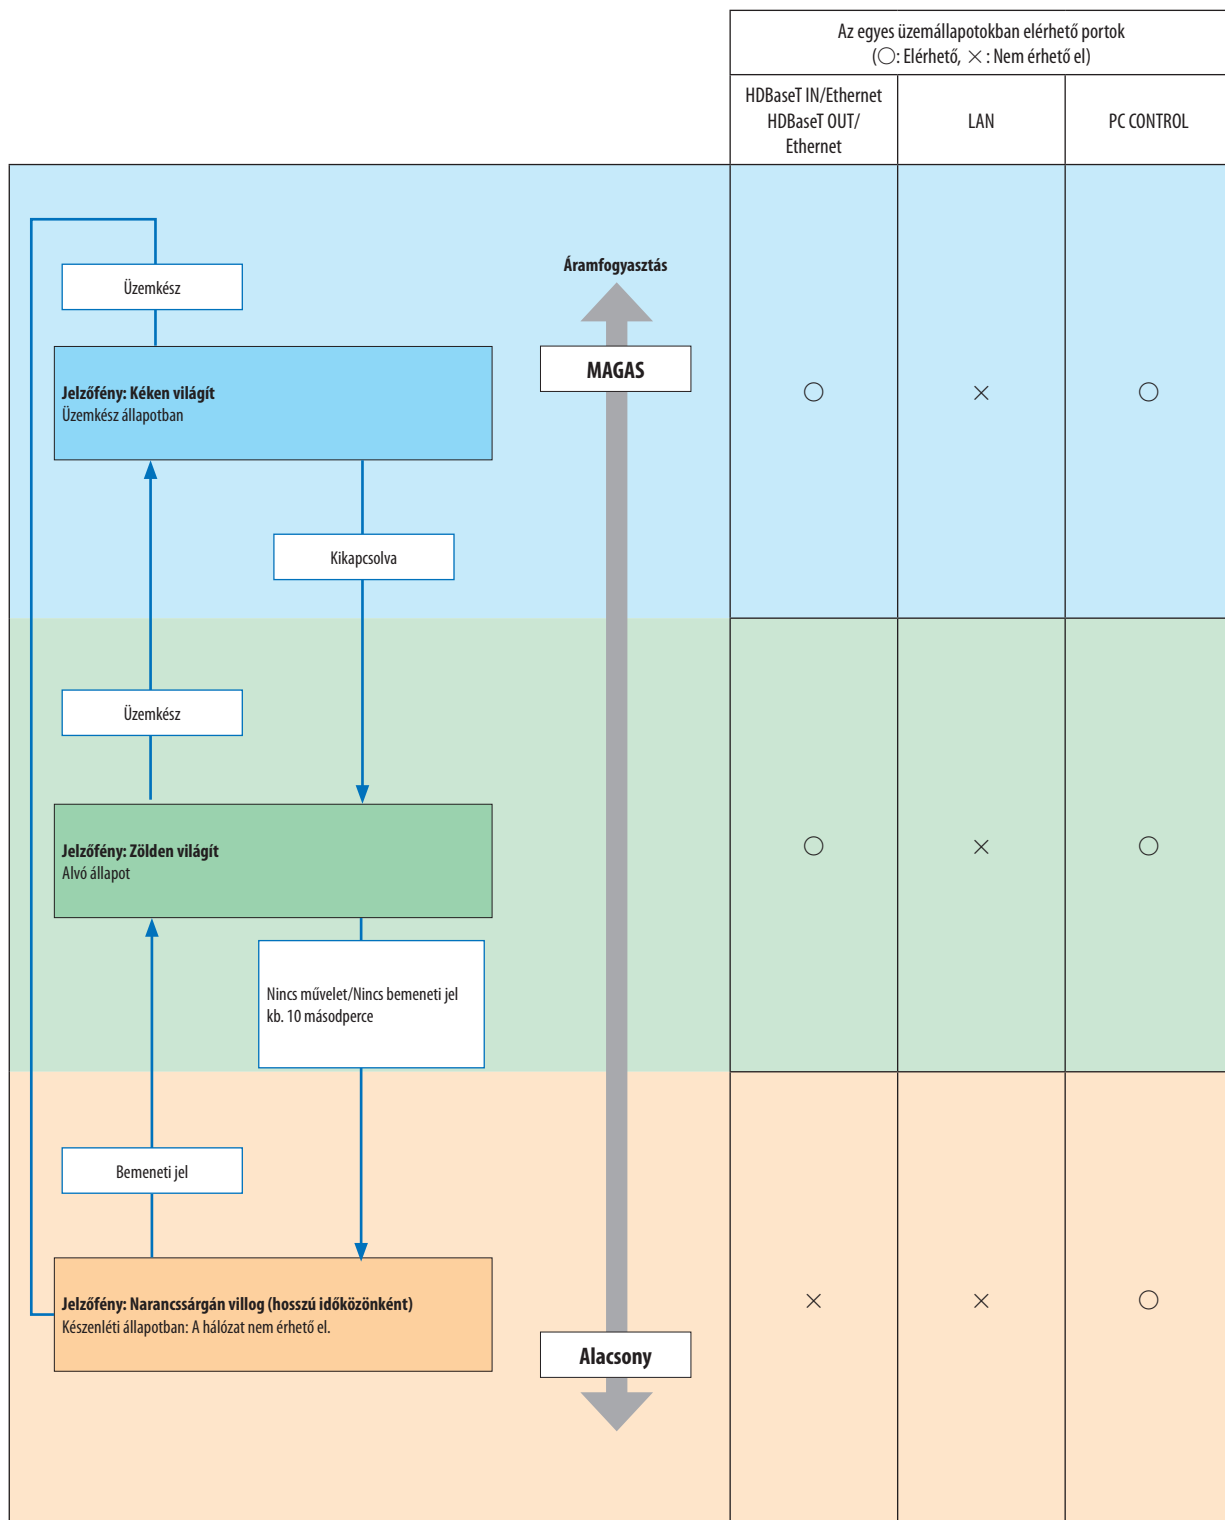 Az egyes üzemállapotokban elérhető portok
(○: Elérhető, ×: Nem érhető el)
HDBaseT IN/Ethernet
HDBaseT OUT/
Ethernet
LAN
PC CONTROL
Üzemkész
Áramfogyasztás
MAGAS
Jelzőfény: Kéken világít
Üzemkész állapotban
○
×
○
Kikapcsolva
Üzemkész
Jelzőfény: Zölden világít
Alvó állapot
○
×
○
Nincs művelet/Nincs bemeneti jel
kb. 10 másodperce
Bemeneti jel
Jelzőfény: Narancssárgán villog (hosszú időközönként)
Készenléti állapotban: A hálózat nem érhető el.
×
×
○
Alacsony